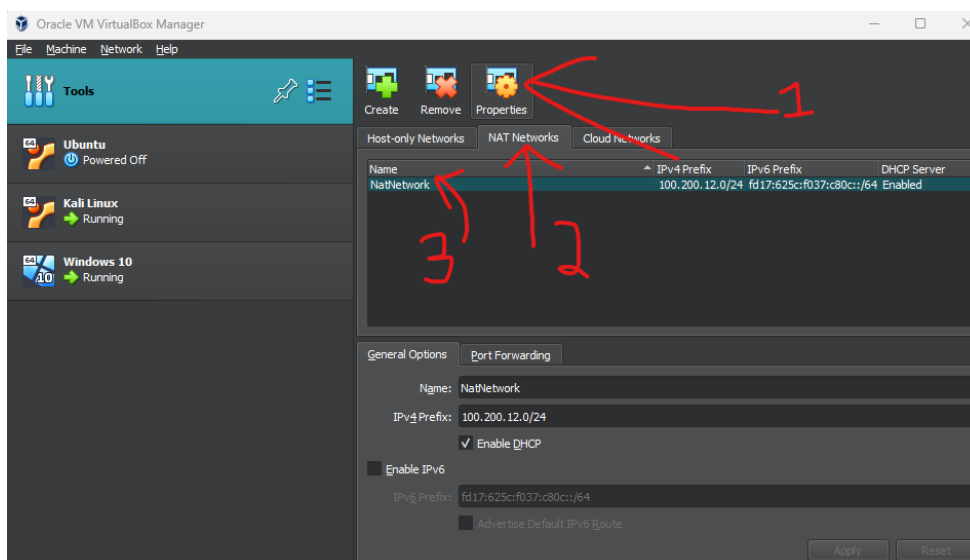 Oracle VM VirtualBox Manager
File Machine Network Help
Tools
Create Remove Properties
1
Host-only Networks NAT Networks Cloud Networks
Ubuntu
Powered Off
Name IPv4 Prefix IPv6 Prefix DHCP Server
NatNetwork 100.200.12.0/24 fd17:625c:f037:c80c::/64 Enabled
64
Kali Linux
Running
3 2
64
Windows 10
Running
64
10
General Options Port Forwarding
Name: NatNetwork
IPv4 Prefix: 100.200.12.0/24
Enable DHCP
Enable IPv6
IPv6 Prefix: fd17:625c:f037:c80c::/64
Advertise Default IPv6 Route
Apply Reset